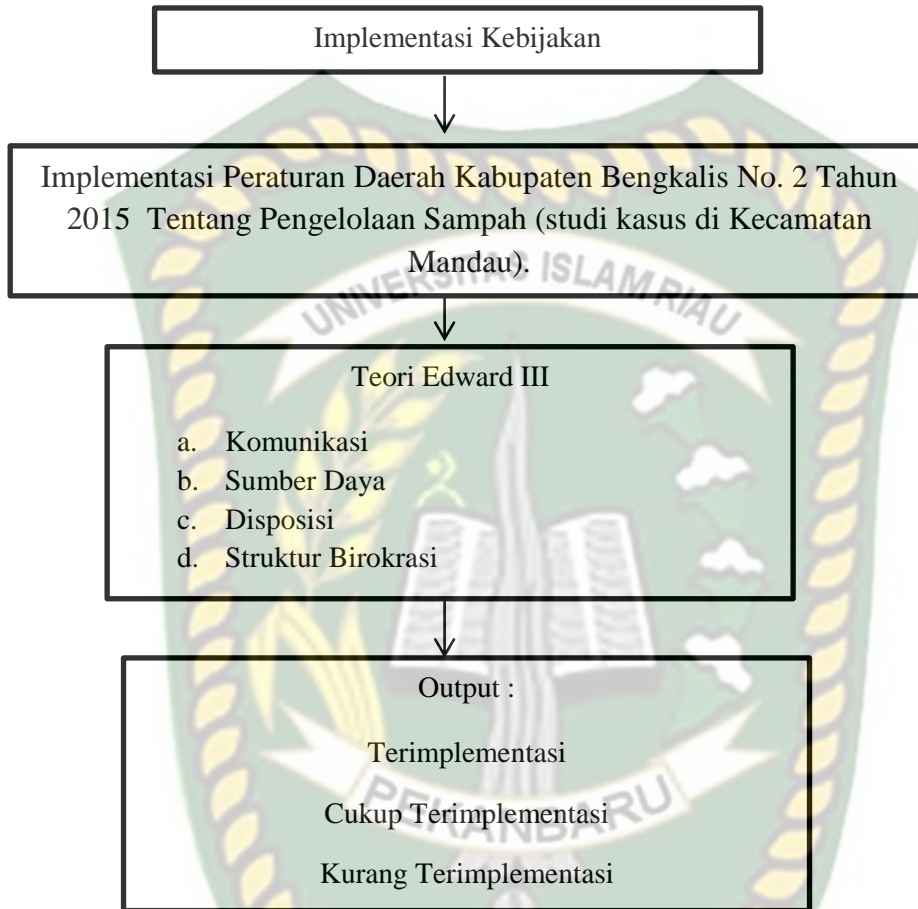 Implementasi Kebijakan
Implementasi Peraturan Daerah Kabupaten Bengkalis No. 2 Tahun
2015 Tentang Pengelolaan Sampah (studi kasus di Kecamatan
Mandau).
UNIVERSITAS ISLAM RIAU
Teori Edward III
a. Komunikasi
b. Sumber Daya
c. Disposisi
d. Struktur Birokrasi
Output :
Terimplementasi
PEKANBARU
Cukup Terimplementasi
Kurang Terimplementasi